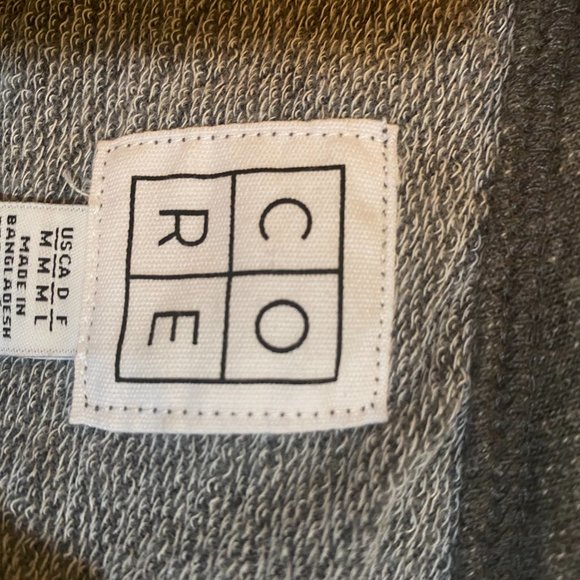 C O
R E
US CA D F
M M M L
MADE IN
BANGLADESH